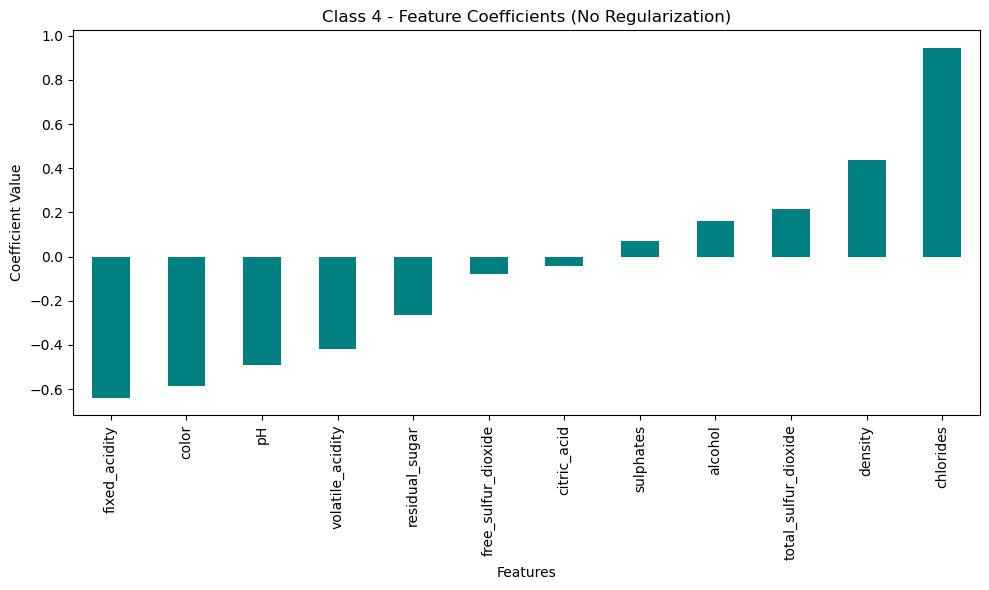 Class 4 - Feature Coefficients (No Regularization)
Coefficient Value
1.0
0.8
0.6
0.4
0.2
0.0
−0.2
−0.4
−0.6
fixed_acidity
color
pH
volatile_acidity
residual_sugar
free_sulfur_dioxide
citric_acid
sulphates
alcohol
total_sulfur_dioxide
density
chlorides
Features